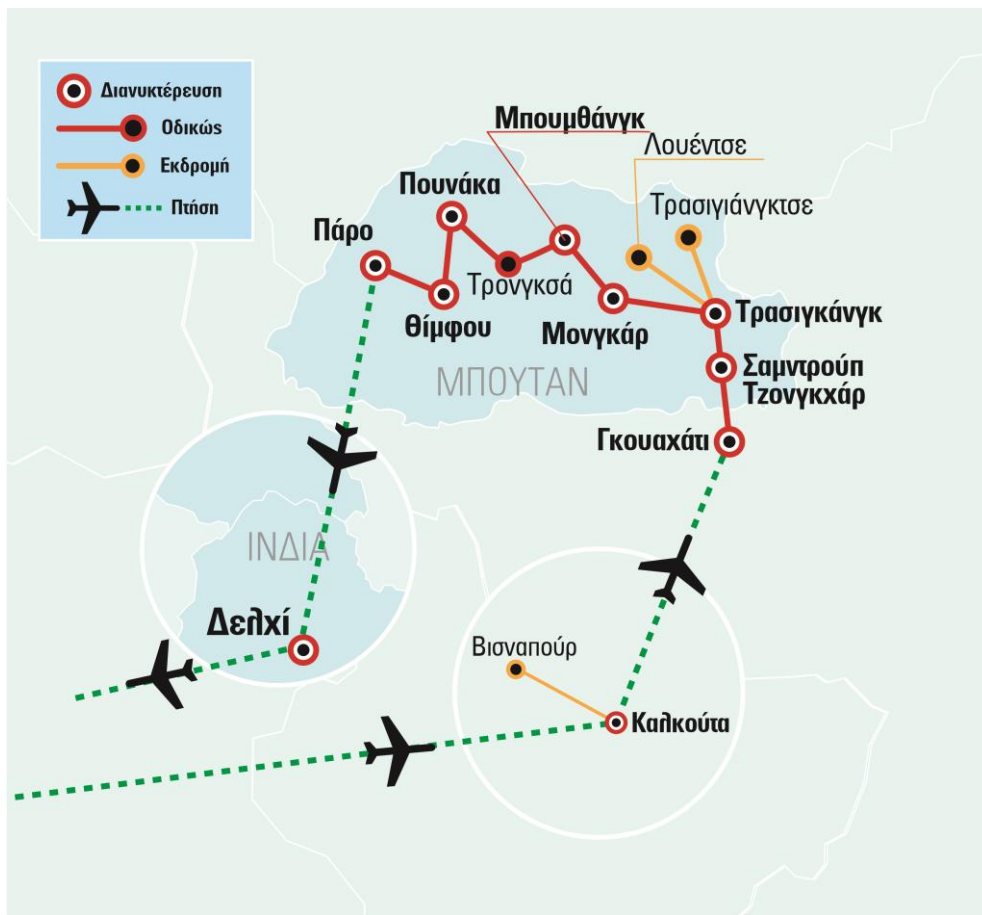 Διανυκτέρευση
Οδικώς
Εκδρομή
Πτήση
Μπουμθάνγκ
Λουέντσε
Πουνάκα
Τρασιγιάνγκτσε
Πάρο
Τρονγκσά
Θίμφου
Μονγκάρ
Τρασιγκάνγκ
ΜΠΟΥΤΑΝ
Σαμντρούπ
Τζονγκχάρ
Γκουαχάτι
ΙΝΔΙΑ
Δελχί
Βισναπούρ
Καλκούτα